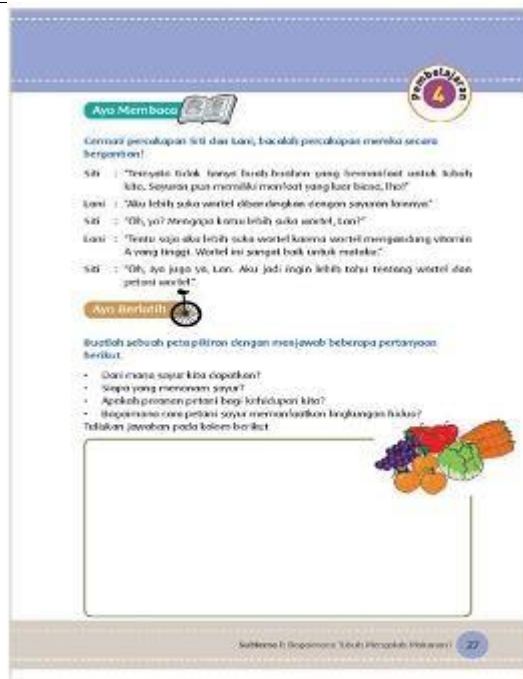 Pembelajaran
4
Ayo Membaca
Cermati percakapan Siti dan Lani, bacalah percakapan mereka secara
bergantian!
Siti : "Ternyata tidak hanya buah-buahan yang bermanfaat untuk tubuh
kita. Sayuran pun memiliki manfaat yang luar biasa, lho!"
Lani : "Aku lebih suka wortel dibandingkan dengan sayuran lainnya."
Siti : "Oh, ya? Mengapa kamu lebih suka wortel, Lan?"
Lani : "Tentu saja aku lebih suka wortel karena wortel mengandung vitamin
A yang tinggi. Wortel ini sangat baik untuk mataku."
Siti : "Oh, iya juga ya, Lan. Aku jadi ingin lebih tahu tentang wortel dan
petani wortel."
Ayo Berlatih
Buatlah sebuah peta pikiran dengan menjawab beberapa pertanyaan
berikut.
• Dari mana sayur kita dapatkan?
• Siapa yang menanam sayur?
• Apakah peranan petani bagi kehidupan kita?
• Bagaimana cara petani sayur memanfaatkan lingkungan hidup?
Tuliskan jawaban pada kolom berikut
Subtema 1: Bagaimana Tubuh Mengolah Makanan? 27